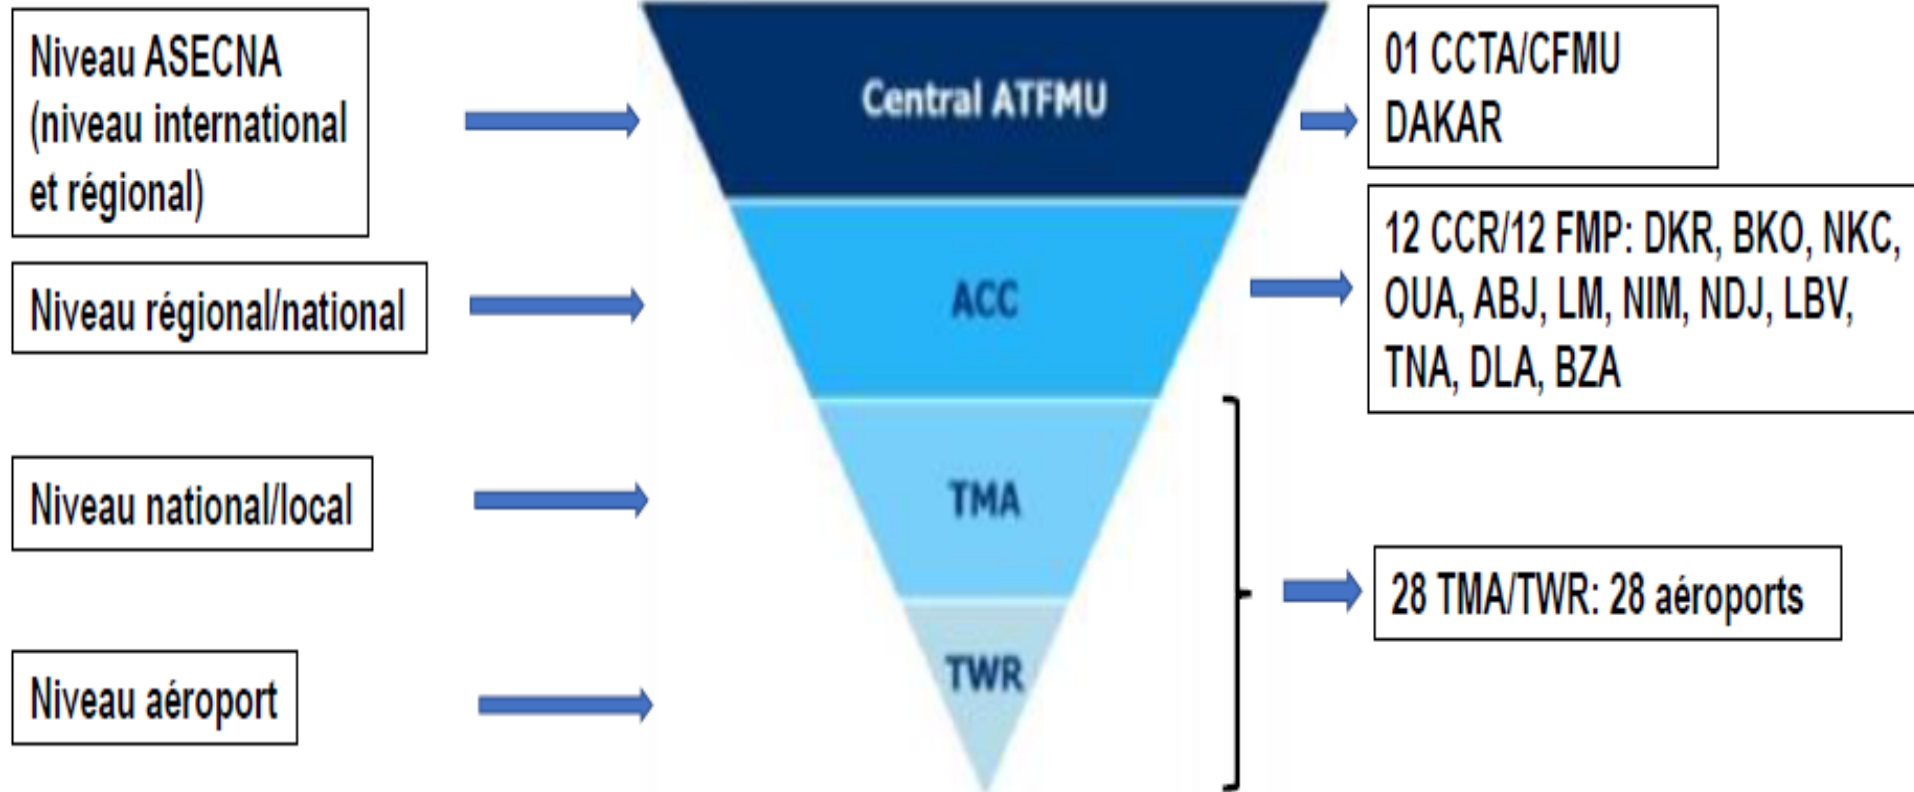 Niveau ASECNA
(niveau international
et régional)
Central ATFMU
01 CCTA/CFMU
DAKAR
Niveau régional/national
ACC
12 CCR/12 FMP: DKR, BKO, NKC,
OUA, ABJ, LM, NIM, NDJ, LBV,
TNA, DLA, BZA
Niveau national/local
TMA
28 TMA/TWR: 28 aéroports
Niveau aéroport
TWR